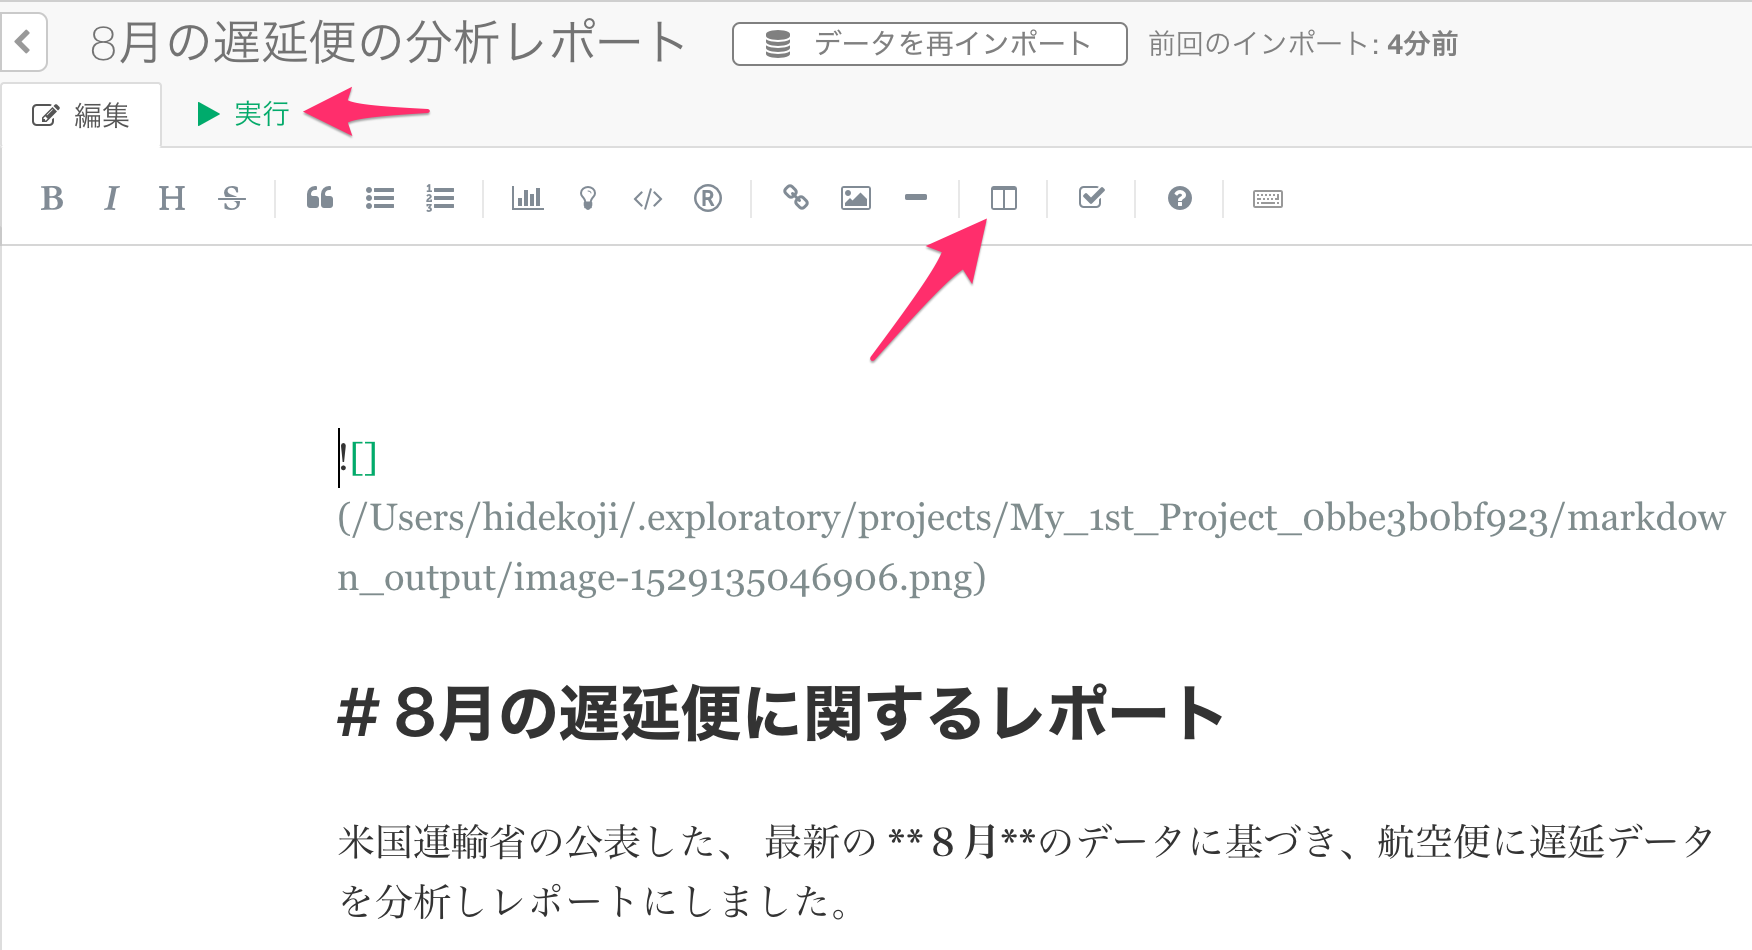 8月の遅延便の分析レポート データを再インポート 前回のインポート: 4分前
編集 実行
B I H S 1 2 3 </> R ?
![]
(/Users/hidekoji/.exploratory/projects/My_1st_Project_0bbe3b0bf923/markdow
n_output/image-1529135046906.png)
# 8月の遅延便に関するレポート
米国運輸省の公表した、 最新の **８月**のデータに基づき、航空便に遅延データ
を分析しレポートにしました。